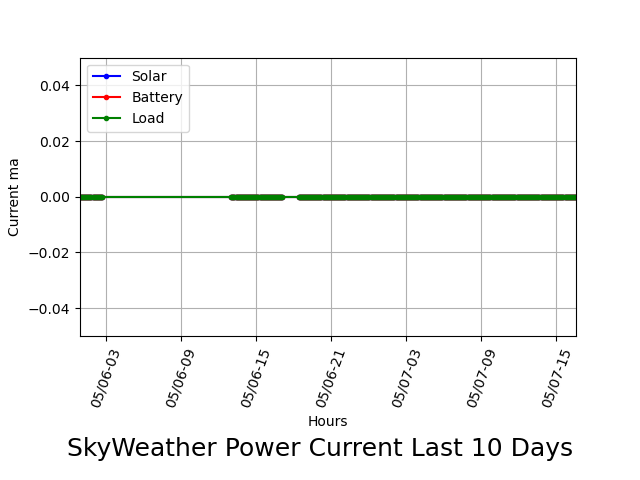 Solar
Battery
Load
0.04
0.02
0.00
−0.02
−0.04
Current ma
05/06-03
05/06-09
05/06-15
05/06-21
05/07-03
05/07-09
05/07-15
Hours
SkyWeather Power Current Last 10 Days